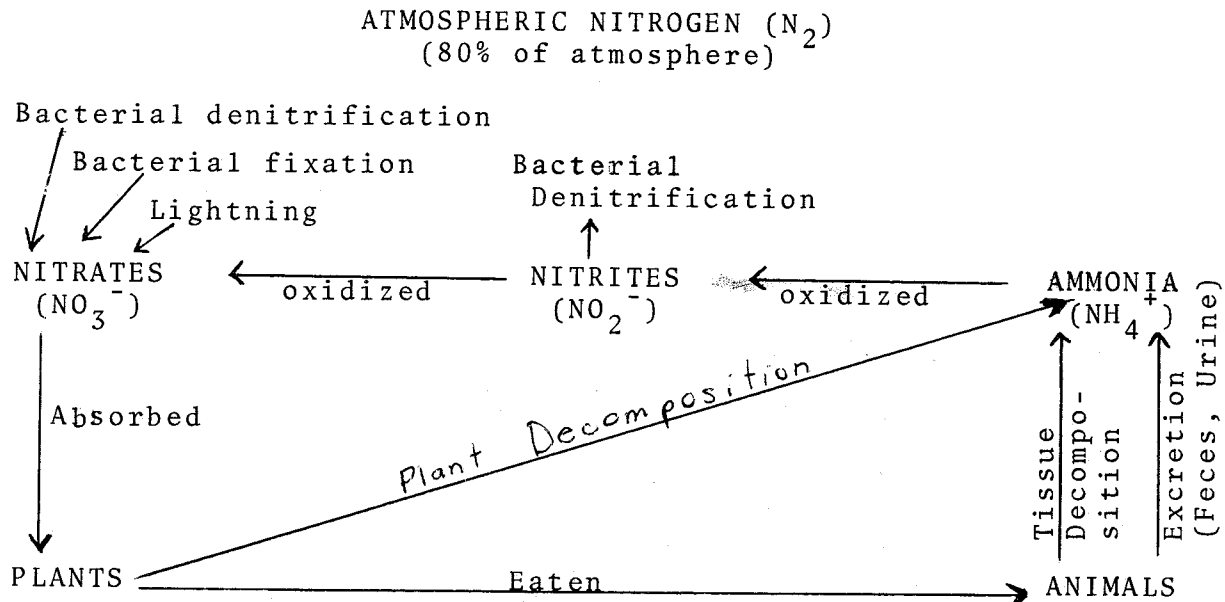 ATMOSPHERIC NITROGEN (N₂)
(80% of atmosphere)
Bacterial denitrification
Bacterial fixation
Lightning
Bacterial
Denitrification
NITRATES
(NO₃⁻)
oxidized
NITRITES
(NO₂⁻)
oxidized
AMMONIA
(NH₄⁺)
Absorbed
Plant Decomposition
Tissue
Decompo-
sition
Excretion
(Feces, Urine)
PLANTS
Eaten
ANIMALS